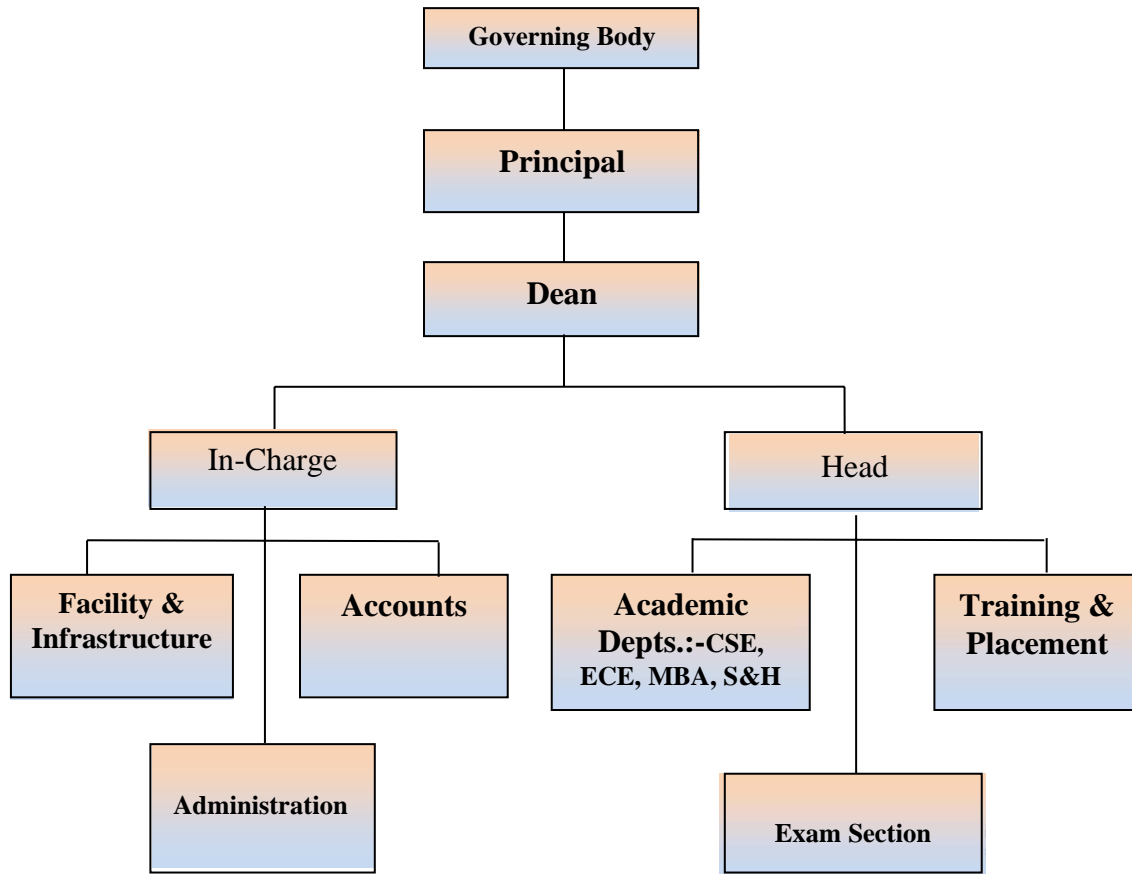 Governing Body
Principal
Dean
In-Charge
Head
Facility &
Infrastructure
Accounts
Academic
Depts.:-CSE,
ECE, MBA, S&H
Training &
Placement
Administration
Exam Section